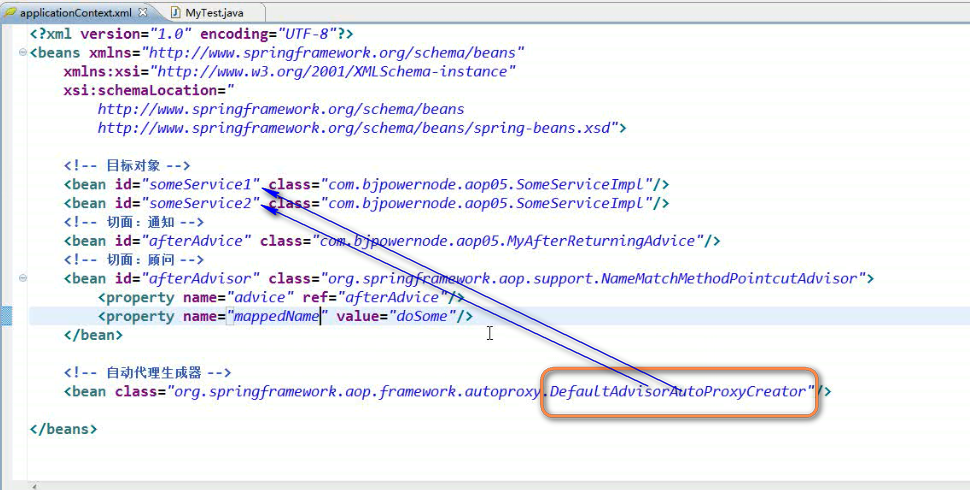 applicationContext.xml MyTest.java
<?xml version="1.0" encoding="UTF-8"?>
<beans xmlns="http://www.springframework.org/schema/beans"
xmlns:xsi="http://www.w3.org/2001/XMLSchema-instance"
xsi:schemaLocation="
http://www.springframework.org/schema/beans
http://www.springframework.org/schema/beans/spring-beans.xsd">
<!-- 目标对象 -->
<bean id="someService1" class="com.bjpowernode.aop05.SomeServiceImpl"/>
<bean id="someService2" class="com.bjpowernode.aop05.SomeServiceImpl"/>
<!-- 切面：通知 -->
<bean id="afterAdvice" class="com.bjpowernode.aop05.MyAfterReturningAdvice"/>
<!-- 切面：顾问 -->
<bean id="afterAdvisor" class="org.springframework.aop.support.NameMatchMethodPointcutAdvisor">
<property name="advice" ref="afterAdvice"/>
<property name="mappedName" value="doSome"/>
</bean>
<!-- 自动代理生成器 -->
<bean class="org.springframework.aop.framework.autoproxy.DefaultAdvisorAutoProxyCreator"/>
</beans>